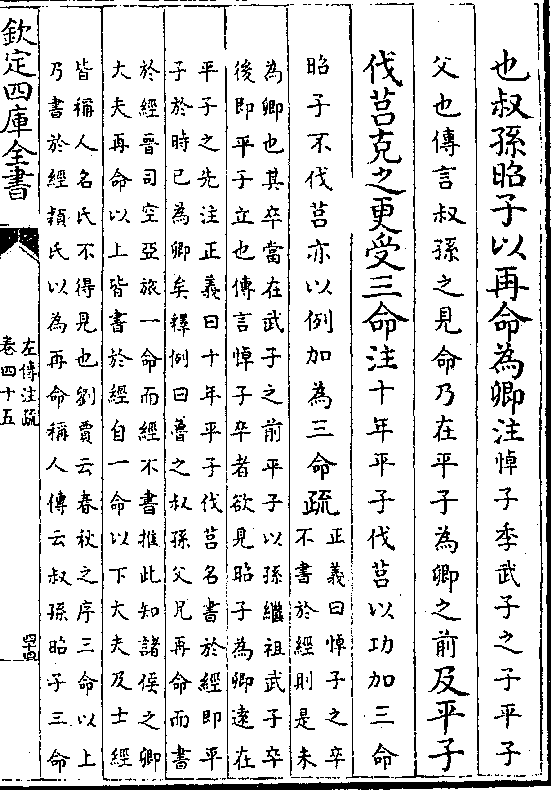 也叔孫昭子以再命為卿注悼子季武子之子平子
父也傳言叔孫之見命乃在平子為卿之前及平子
伐莒克之更受三命注十年平子伐莒以功加三命
昭子不伐莒亦以例加為三命疏正義曰悼子之卒
不書於經則是未
為卿也其卒當在武子之前平子以孫繼祖武子卒
後即平子立也傳言悼子卒者欲見昭子為卿遠在
平子之先注正義曰十年平子伐莒名書於經即平
子於時已為卿矣釋例曰魯之叔孫父兄再命而書
於經晉司空亞旅一命而經不書推此知諸侯之卿
大夫再命以上皆書於經自一命以下大夫及士經
皆稱人名氏不得見也劉賈云春秋之序三命以上
乃書於經頴氏以為再命稱人傳云叔孫昭子三命
欽定四庫全書
左傳注疏
卷四十五
四